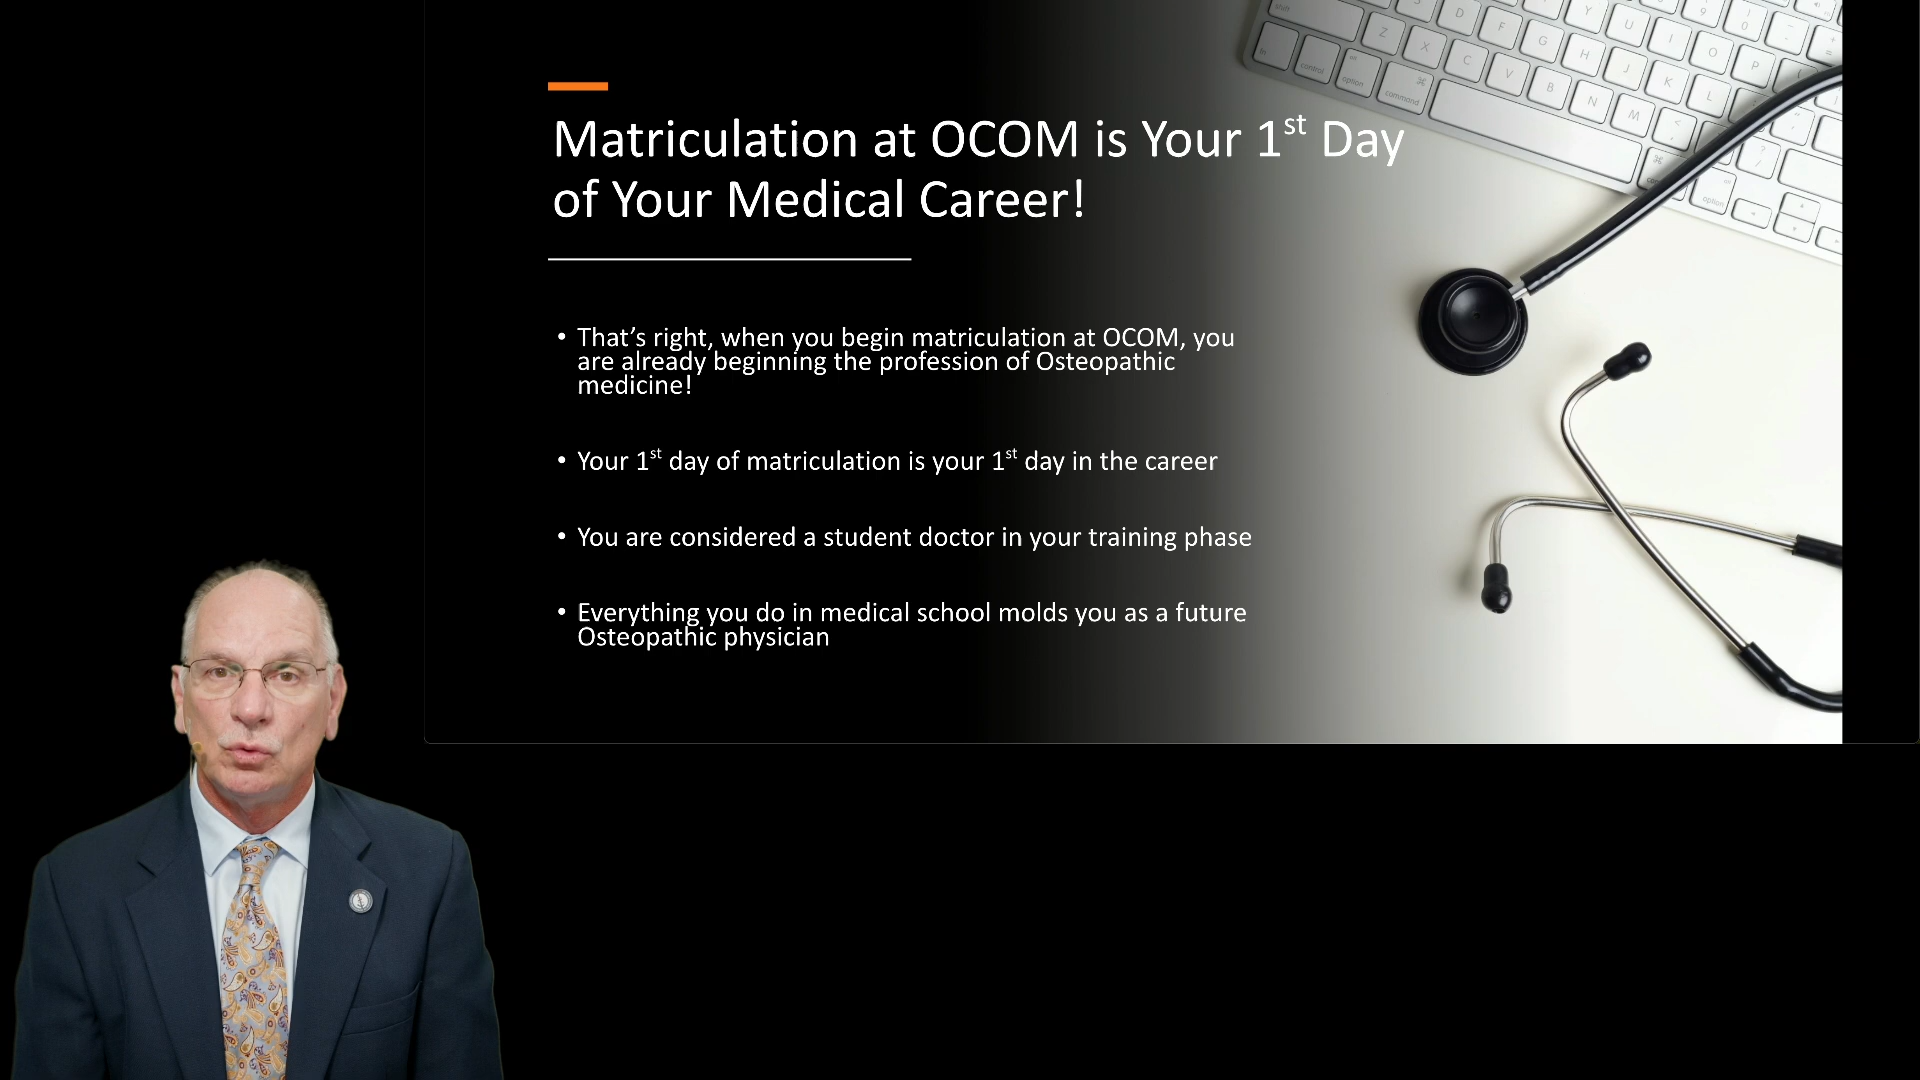 Matriculation at OCOM is Your 1st Day
of Your Medical Career!
• That’s right, when you begin matriculation at OCOM, you
are already beginning the profession of Osteopathic
medicine!
• Your 1st day of matriculation is your 1st day in the career
• You are considered a student doctor in your training phase
• Everything you do in medical school molds you as a future
Osteopathic physician